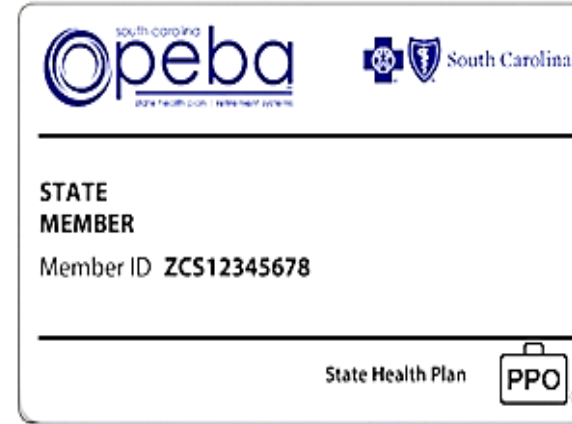 south carolina
peba
state health plan | retirement systems
South Carolina
STATE
MEMBER
Member ID ZCS12345678
State Health Plan
PPO